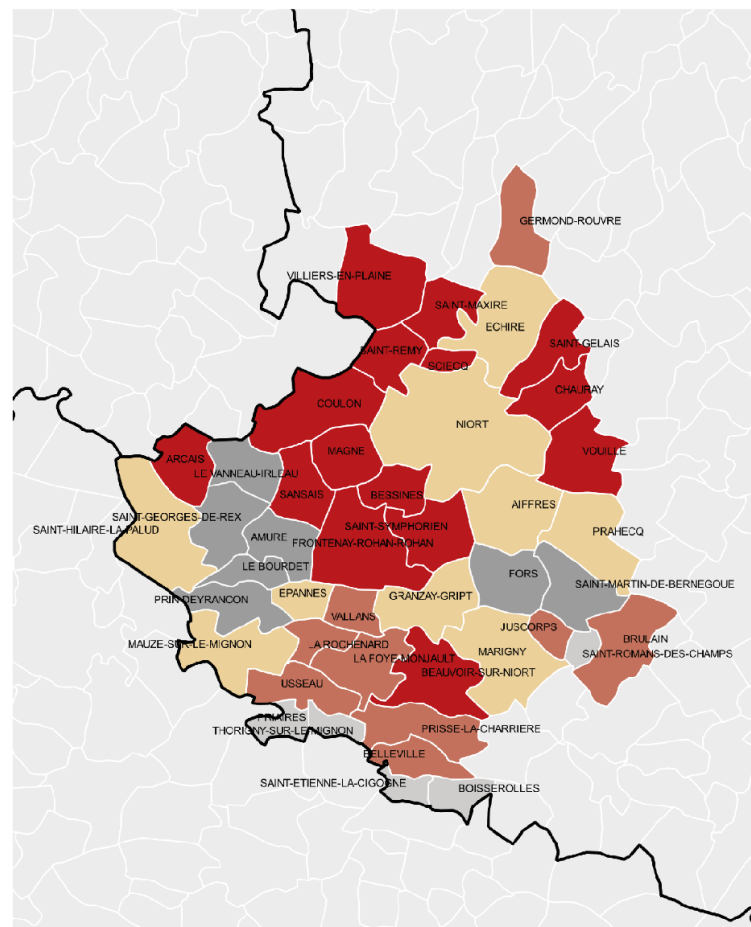 GERMOND-ROUVRE
VILLIERS-EN-PLAINE
SAINT-MAXIRE
ECHIRE
SAINT-GELAIS
SAINT-REMY
SCIECQ
CHAURAY
COULON
NIORT
MAGNE
VOUILLE
ARCAIS
LE VANNEAU-IRLEAU
SANSAIS
BESSINES
AIFFRES
SAINT-GEORGES-DE-REX
SAINT-HILAIRE-LA-PALUD
SAINT-SYMPHORIEN
PRAHECQ
AMURE
FRONTENAY-ROHAN-ROHAN
LE BOURDET
FORS
SAINT-MARTIN-DE-BERNEGOUE
PRIN-DEYRANCON
EPANNES
GRANZAY-GRIPT
VALLANS
JUSCORPS
BRULAIN
MAUZE-SUR-LE-MIGNON
LA ROCHENARD
MARIGNY
SAINT-ROMANS-DES-CHAMPS
LA FOYE-MONJAULT
BEAUVOIR-SUR-NIORT
USSEAU
PRIAIRES
THORIGNY-SUR-LE-MIGNON
PRISSE-LA-CHARRIERE
BELLEVILLE
SAINT-ETIENNE-LA-CIGOGNE
BOISSEROLLES